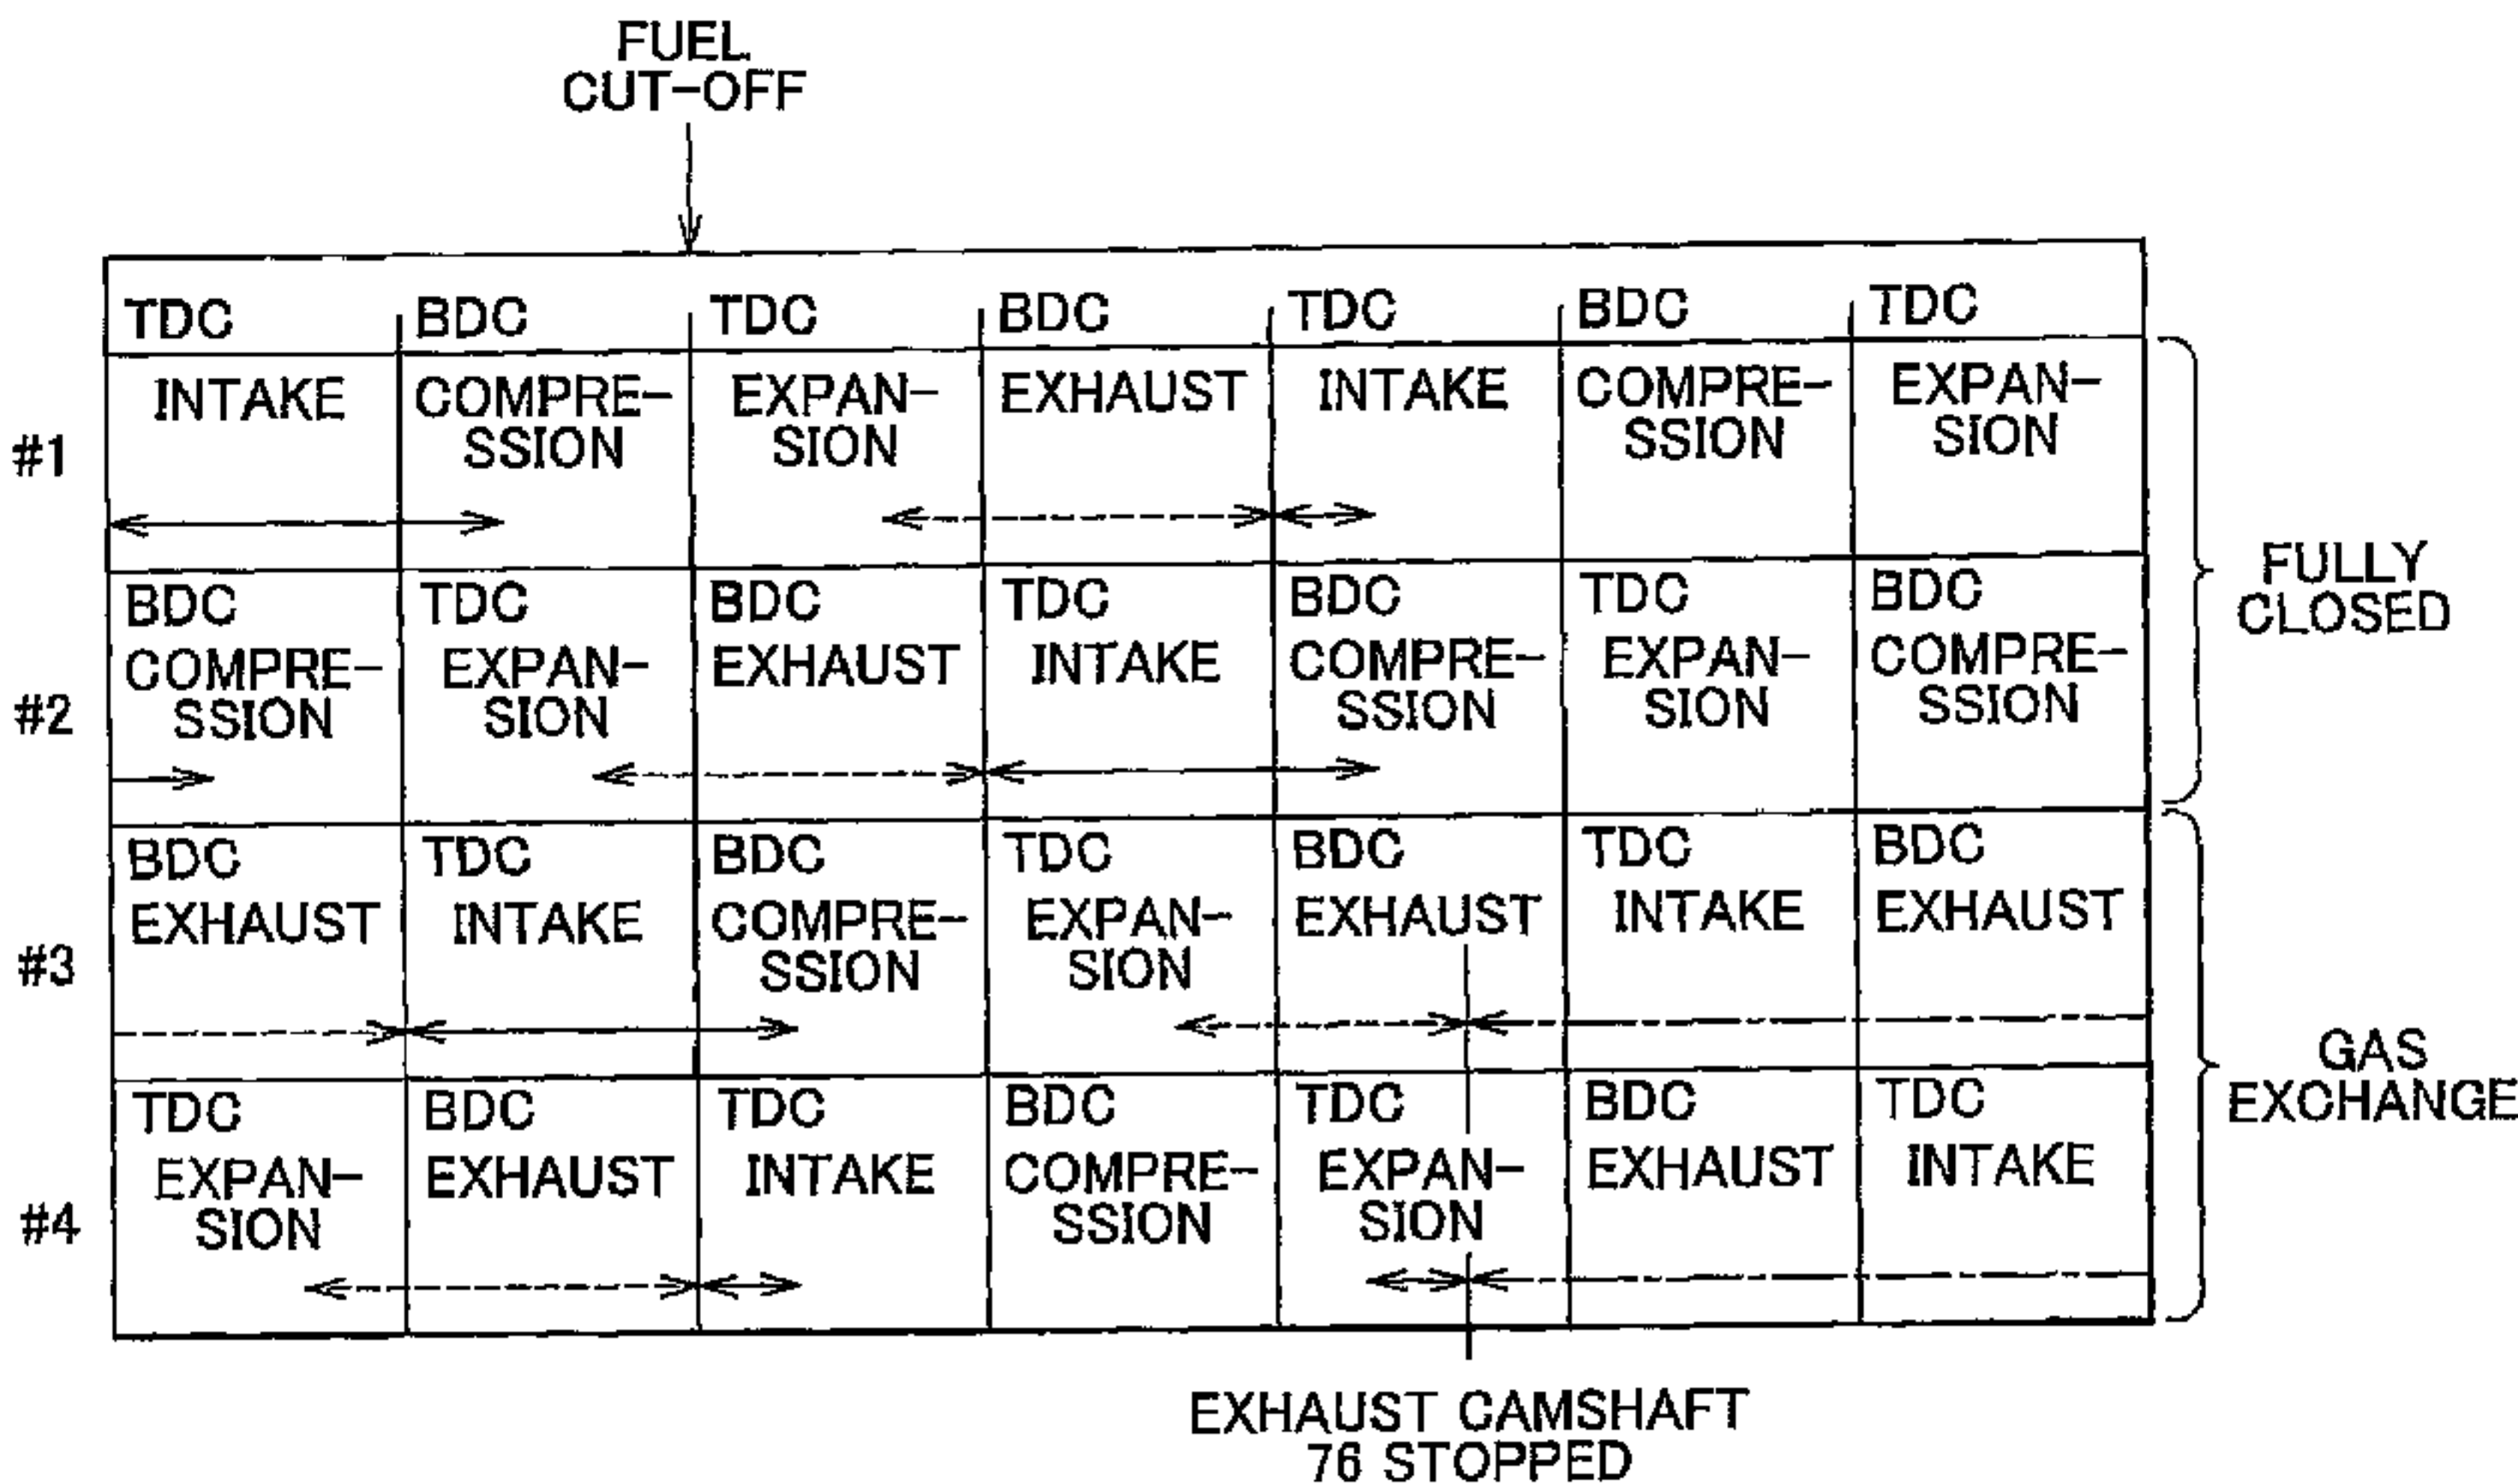 FUEL
CUT-OFF
TDC BDC TDC BDC TDC BDC TDC
INTAKE COMPRE- EXPAN- EXHAUST INTAKE COMPRE- EXPAN-
SSION SION SSION SION
#1
BDC TDC BDC TDC BDC TDC BDC
COMPRE- EXPAN- EXHAUST INTAKE COMPRE- EXPAN- COMPRE-
SSION SION SSION SION SSION
#2
FULLY
CLOSED
BDC TDC BDC TDC BDC TDC BDC
EXHAUST INTAKE COMPRE- EXPAN- EXHAUST INTAKE EXHAUST
SSION SION
#3
TDC BDC TDC BDC TDC BDC TDC
EXPAN- EXHAUST INTAKE COMPRE- EXPAN- EXHAUST INTAKE
SION SSION SION
#4
GAS
EXCHANGE
EXHAUST CAMSHAFT
76 STOPPED